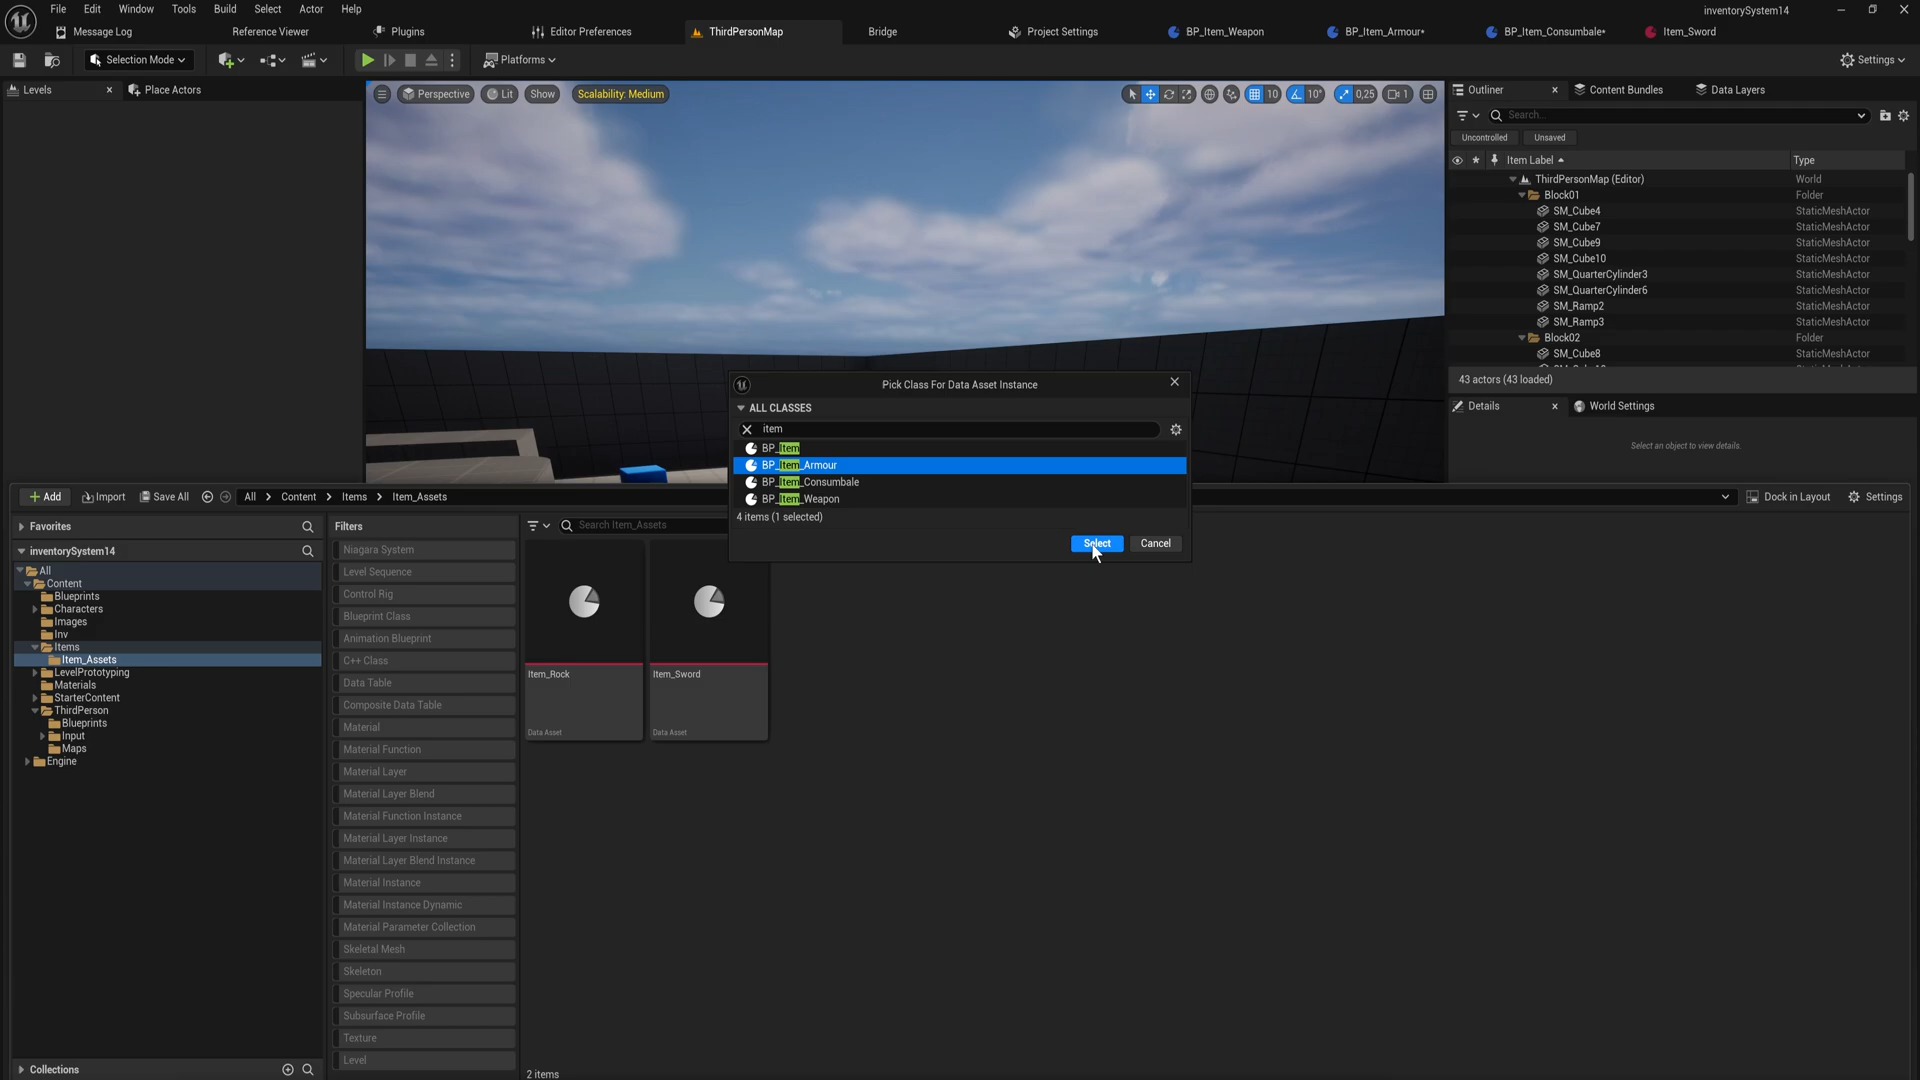 File Edit Window Tools Build Select Actor Help inventorySystem14
Message Log Reference Viewer Plugins Editor Preferences ThirdPersonMap Bridge Project Settings BP_Item_Weapon BP_Item_Armour* BP_Item_Consumbale* Item_Sword
Selection Mode Platforms Settings
Levels Place Actors
Perspective Lit Show Scalability: Medium 10 10° 0,25 1
Outliner Content Bundles Data Layers
Search...
Uncontrolled Unsaved
Item Label Type
ThirdPersonMap (Editor) World
Block01 Folder
SM_Cube4 StaticMeshActor
SM_Cube7 StaticMeshActor
SM_Cube9 StaticMeshActor
SM_Cube10 StaticMeshActor
SM_QuarterCylinder3 StaticMeshActor
SM_QuarterCylinder6 StaticMeshActor
SM_Ramp2 StaticMeshActor
SM_Ramp3 StaticMeshActor
Block02 Folder
SM_Cube8 StaticMeshActor
43 actors (43 loaded)
Details World Settings
Select an object to view details.
Pick Class For Data Asset Instance
ALL CLASSES
item
BP_Item
BP_Item_Armour
BP_Item_Consumbale
BP_Item_Weapon
4 items (1 selected)
Select Cancel
Add Import Save All All Content Items Item_Assets Dock in Layout Settings
Favorites
inventorySystem14
All
Content
Blueprints
Characters
Images
Inv
Items
Item_Assets
LevelPrototyping
Materials
StarterContent
ThirdPerson
Blueprints
Input
Maps
Engine
Collections
Filters
Niagara System
Level Sequence
Control Rig
Blueprint Class
Animation Blueprint
C++ Class
Data Table
Composite Data Table
Material
Material Function
Material Layer
Material Layer Blend
Material Function Instance
Material Layer Instance
Material Layer Blend Instance
Material Instance
Material Instance Dynamic
Material Parameter Collection
Skeletal Mesh
Skeleton
Specular Profile
Subsurface Profile
Texture
Level
Search Item_Assets
Item_Rock Item_Sword
Data Asset Data Asset
2 items